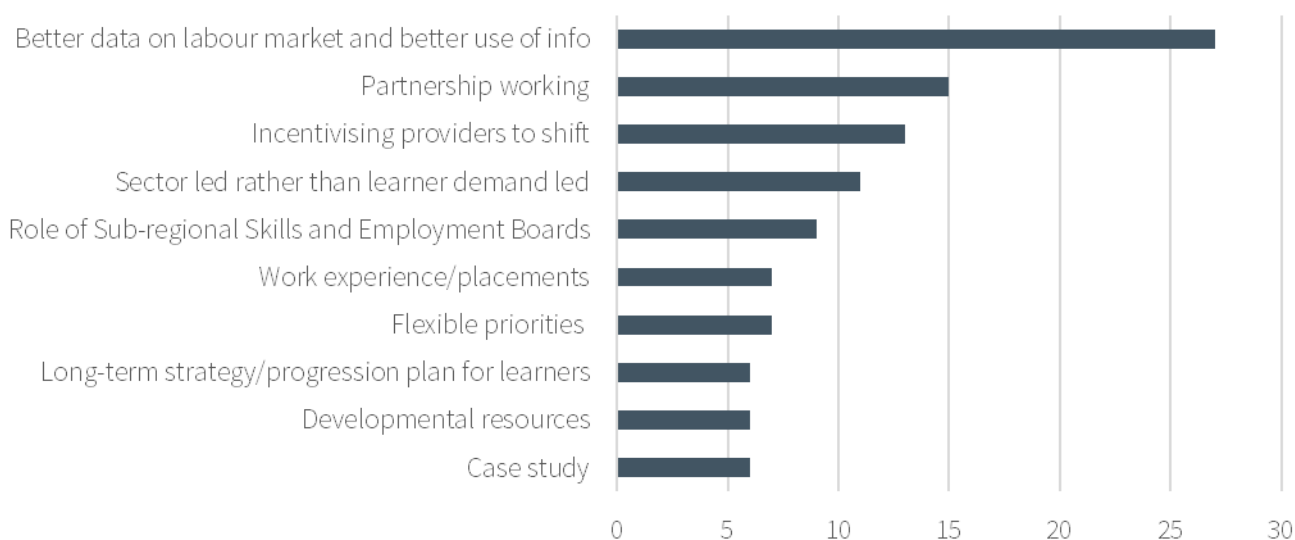 Better data on labour market and better use of info
Partnership working
Incentivising providers to shift
Sector led rather than learner demand led
Role of Sub-regional Skills and Employment Boards
Work experience/placements
Flexible priorities
Long-term strategy/progression plan for learners
Developmental resources
Case study
0 5 10 15 20 25 30